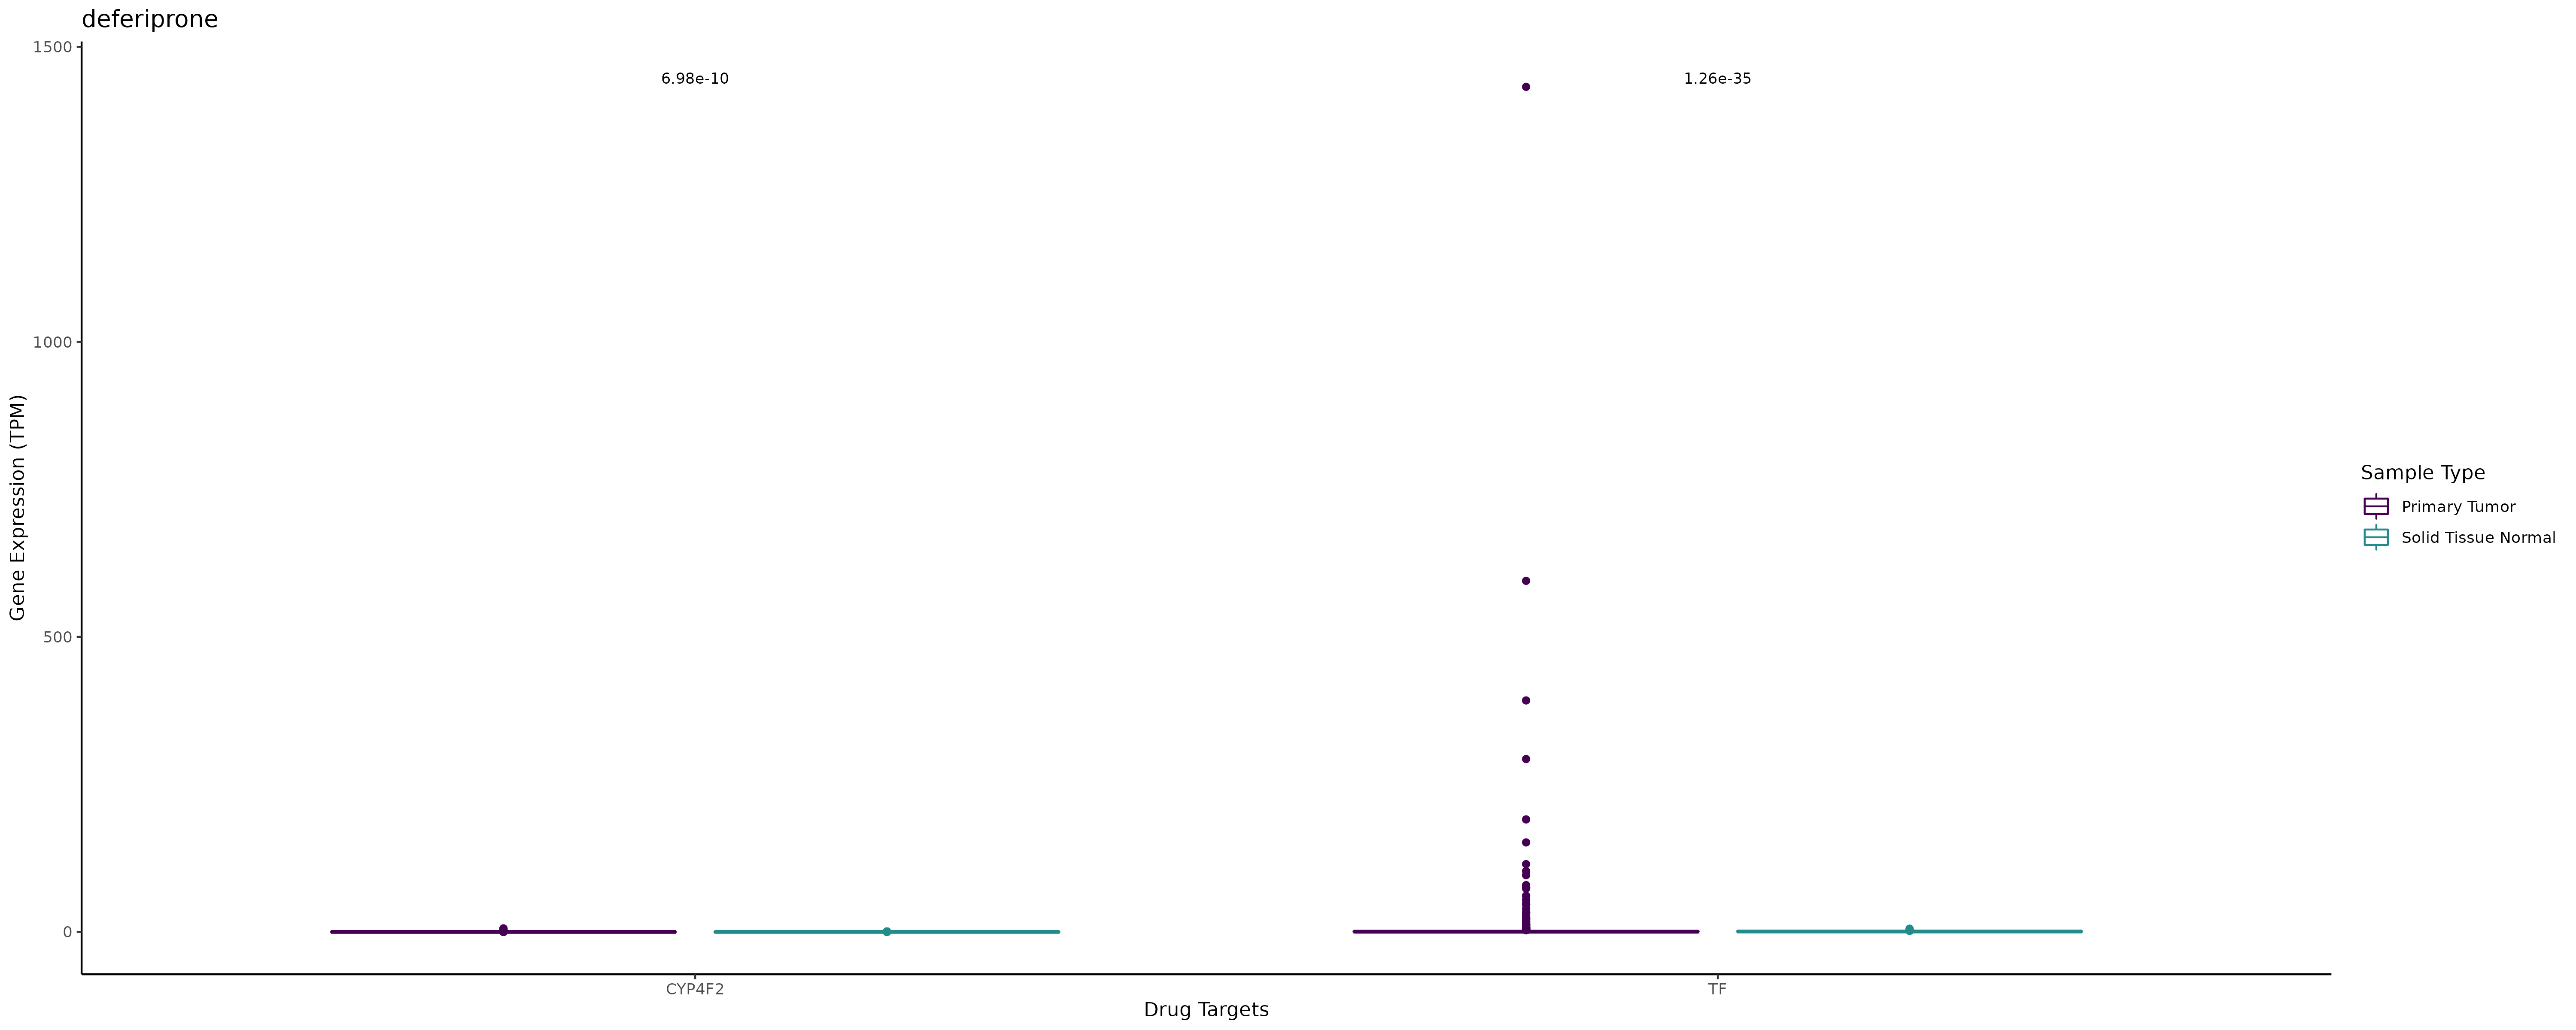 deferiprone
1500
1000
500
0
Gene Expression (TPM)
6.98e-10
1.26e-35
CYP4F2
TF
Drug Targets
Sample Type
Primary Tumor
Solid Tissue Normal